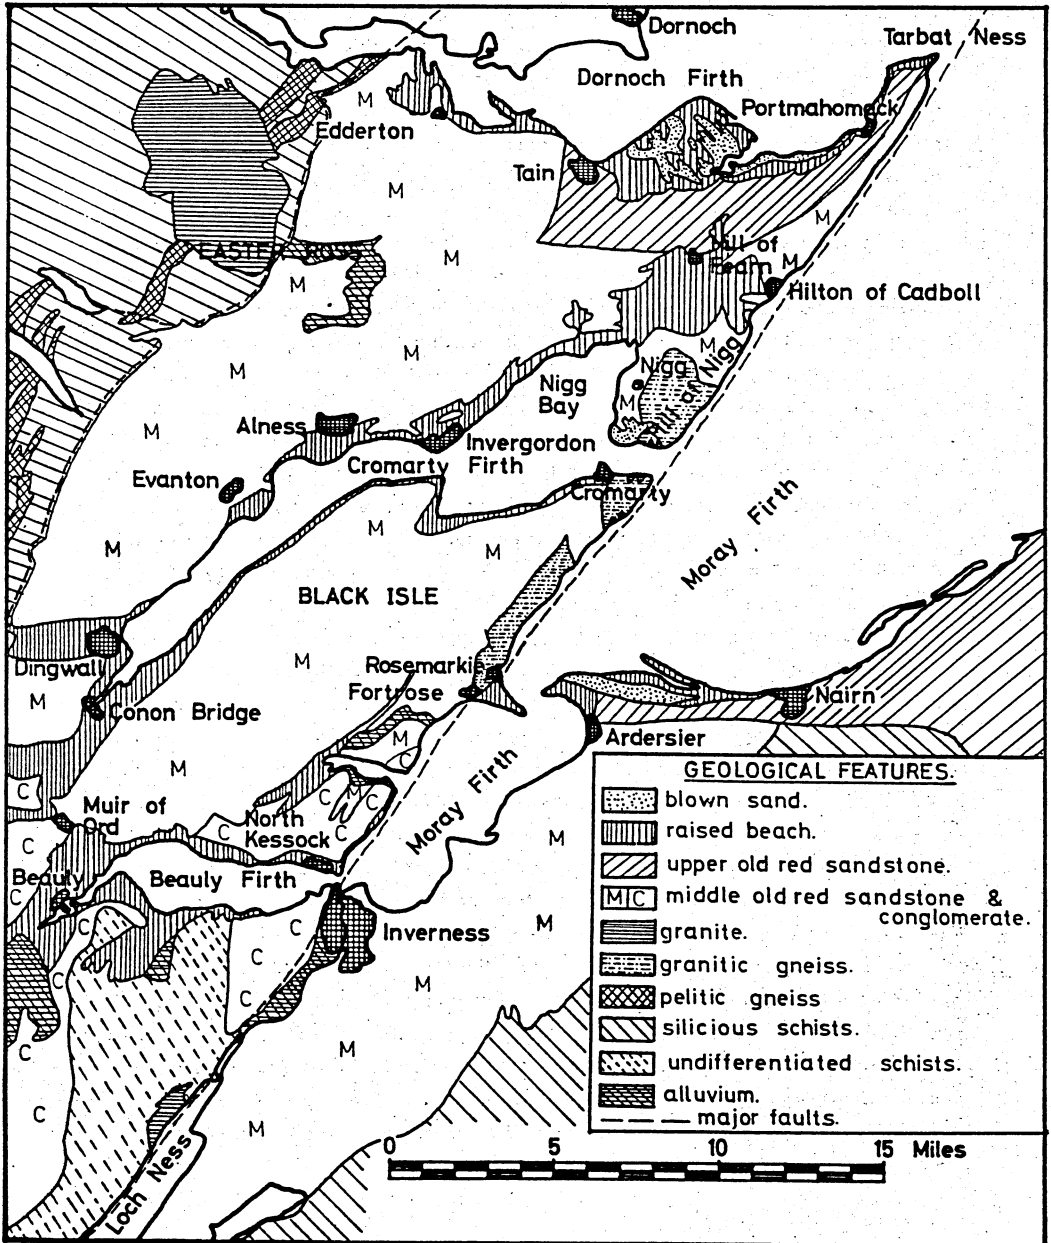 Dornoch
Tarbat Ness
Dornoch Firth
Portmahomack
M
Edderton
Tain
M
M
EASTER ROSS
M
Hill of
Fearn
M
M
Hilton of Cadboll
M
M
M
Nigg
Hill of Nigg
M
Nigg
Bay
M
Alness
Invergordon
M
Cromarty Firth
Evanton
Cromarty
M
M
M
Moray Firth
BLACK ISLE
Dingwall
M
Rosemarkie
Fortrose
M
Conon Bridge
Nairn
M
C
Ardersier
M
C
Muir of
Ord
C
M
C
North
Kessock
C
C
Moray Firth
M
C
Beauly
C
Beauly Firth
C
C
Inverness
M
C
C
C
M
C
M
C
M
Loch Ness
GEOLOGICAL FEATURES.
blown sand.
raised beach.
upper old red sandstone.
M|C middle old red sandstone &
conglomerate.
granite.
granitic gneiss.
pelitic gneiss
silicious schists.
undifferentiated schists.
alluvium.
major faults.
0 5 10 15 Miles